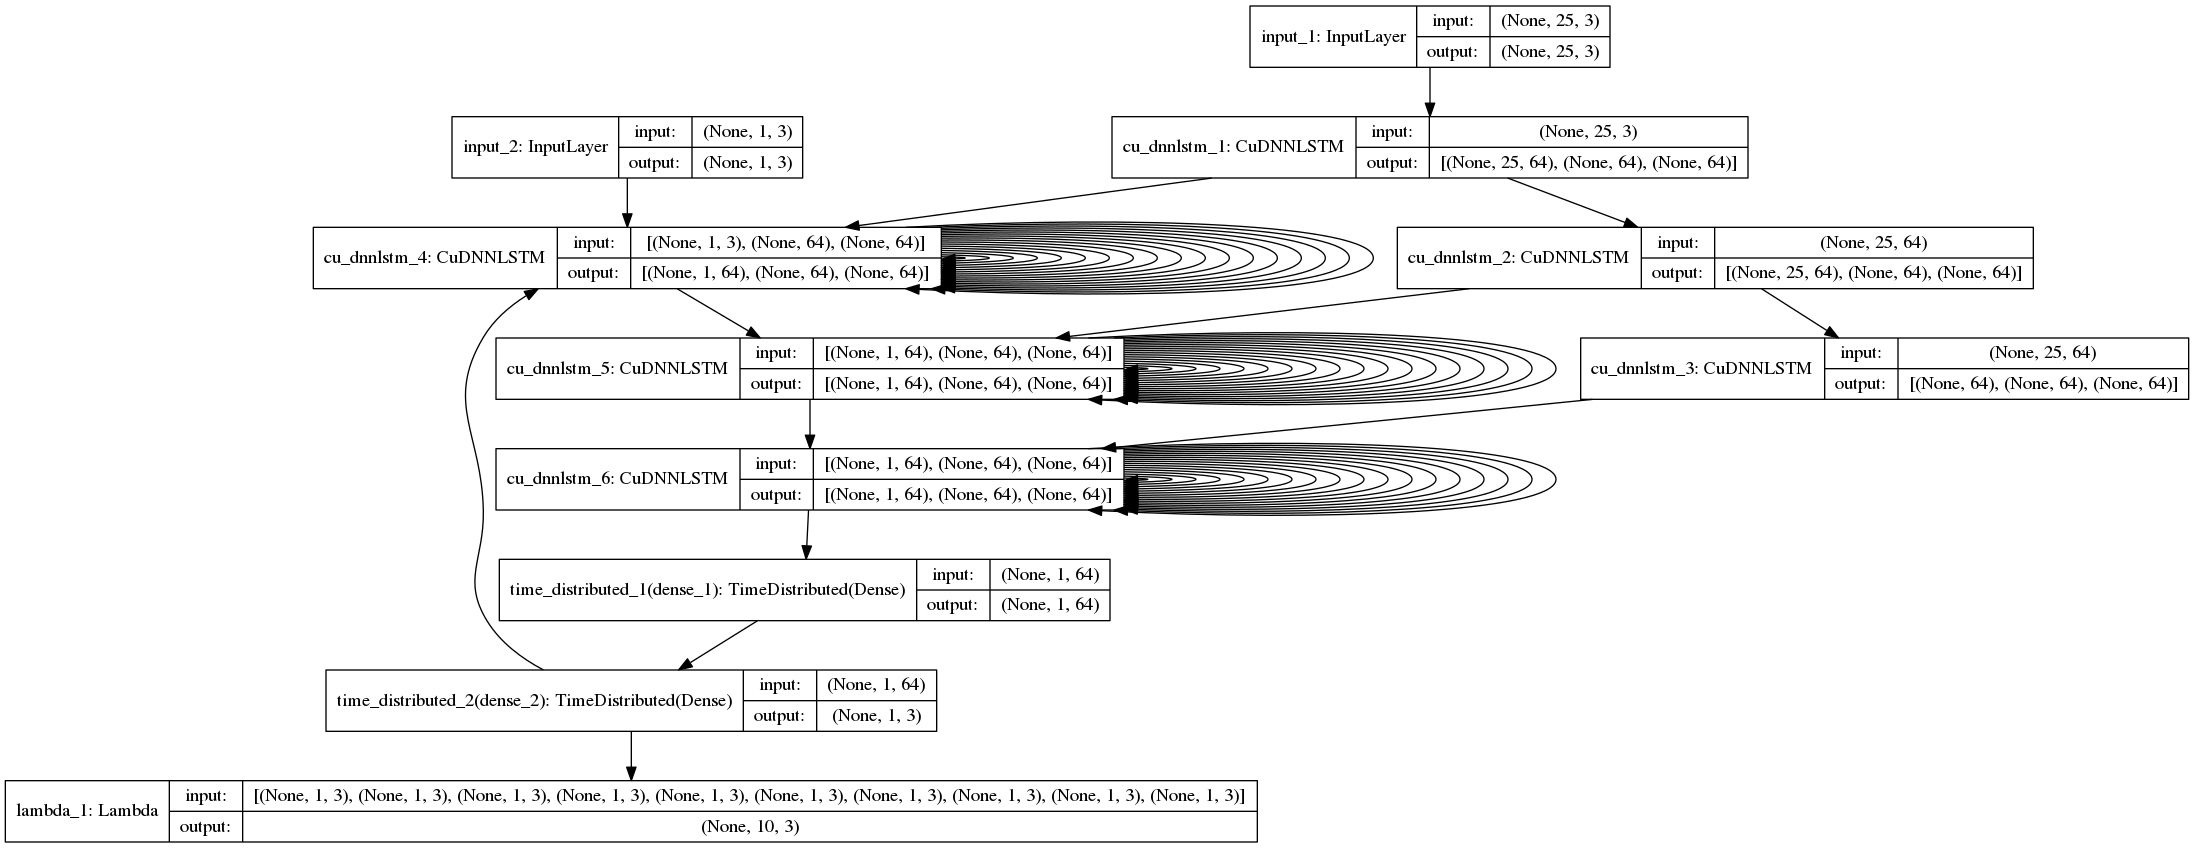 input_1: InputLayer
input: (None, 25, 3)
output: (None, 25, 3)
input_2: InputLayer
input: (None, 1, 3)
output: (None, 1, 3)
cu_dnnlstm_1: CuDNNLSTM
input: (None, 25, 3)
output: [(None, 25, 64), (None, 64), (None, 64)]
cu_dnnlstm_4: CuDNNLSTM
input: [(None, 1, 3), (None, 64), (None, 64)]
output: [(None, 1, 64), (None, 64), (None, 64)]
cu_dnnlstm_2: CuDNNLSTM
input: (None, 25, 64)
output: [(None, 25, 64), (None, 64), (None, 64)]
cu_dnnlstm_5: CuDNNLSTM
input: [(None, 1, 64), (None, 64), (None, 64)]
output: [(None, 1, 64), (None, 64), (None, 64)]
cu_dnnlstm_3: CuDNNLSTM
input: (None, 25, 64)
output: [(None, 64), (None, 64), (None, 64)]
cu_dnnlstm_6: CuDNNLSTM
input: [(None, 1, 64), (None, 64), (None, 64)]
output: [(None, 1, 64), (None, 64), (None, 64)]
time_distributed_1(dense_1): TimeDistributed(Dense)
input: (None, 1, 64)
output: (None, 1, 64)
time_distributed_2(dense_2): TimeDistributed(Dense)
input: (None, 1, 64)
output: (None, 1, 3)
lambda_1: Lambda
input: [(None, 1, 3), (None, 1, 3), (None, 1, 3), (None, 1, 3), (None, 1, 3), (None, 1, 3), (None, 1, 3), (None, 1, 3), (None, 1, 3), (None, 1, 3)]
output: (None, 10, 3)